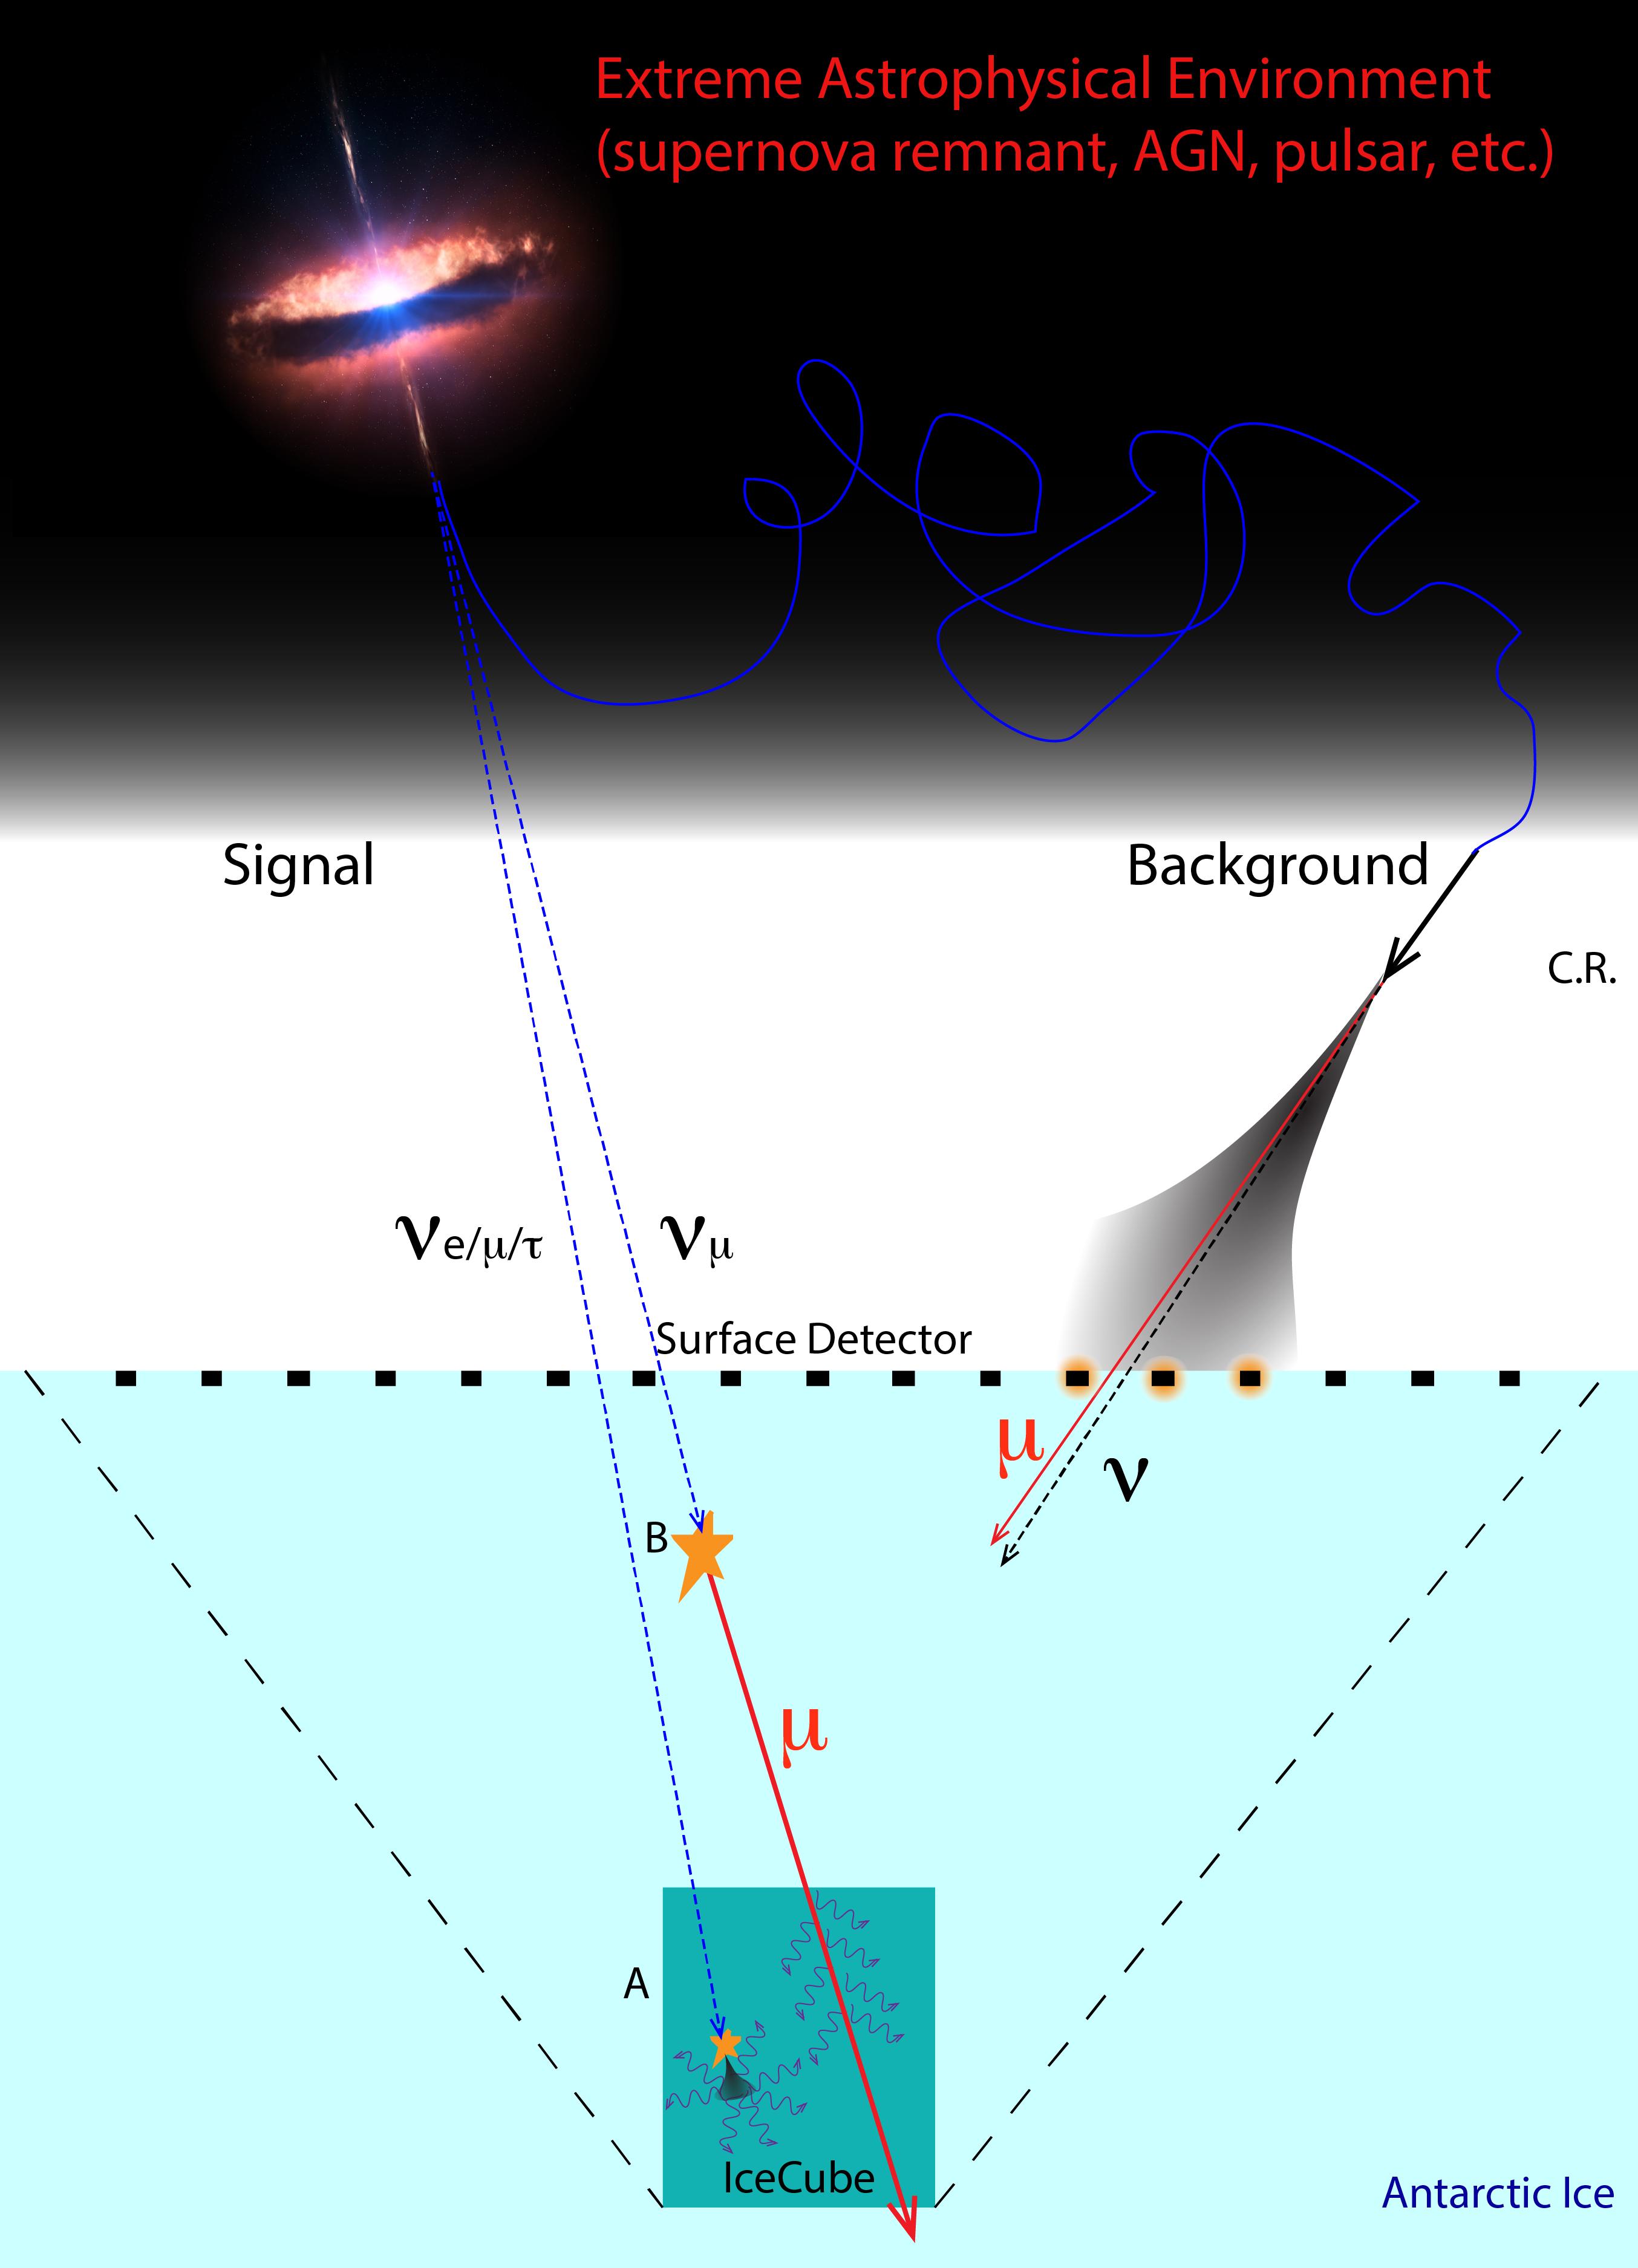 Extreme Astrophysical Environment
(supernova remnant, AGN, pulsar, etc.)
Signal
Background
C.R.
νe/μ/τ
νμ
Surface Detector
μ
ν
B
μ
A
IceCube
Antarctic Ice